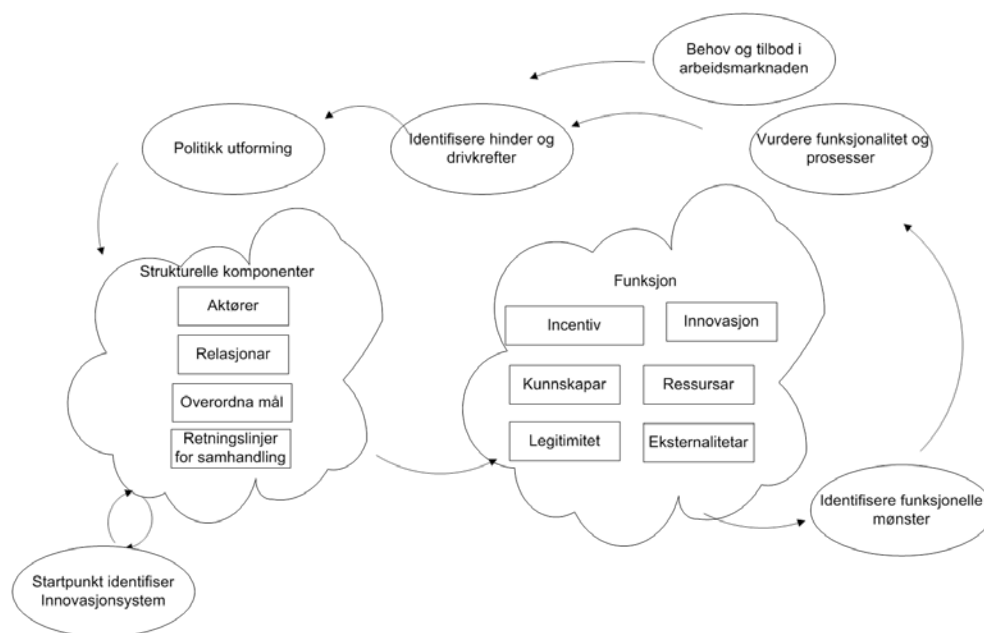 Behov og tilbod i
arbeidsmarknaden
Politikk utforming
Identifisere hinder og
drivkrefter
Vurdere funksjonalitet og
prosesser
Strukturelle komponenter
Aktører
Relasjonar
Overordna mål
Retningslinjer
for samhandling
Funksjon
Incentiv
Innovasjon
Kunnskapar
Ressursar
Legitimitet
Eksternalitetar
Identifisere funksjonelle
mønster
Startpunkt identifiser
Innovasjonsystem